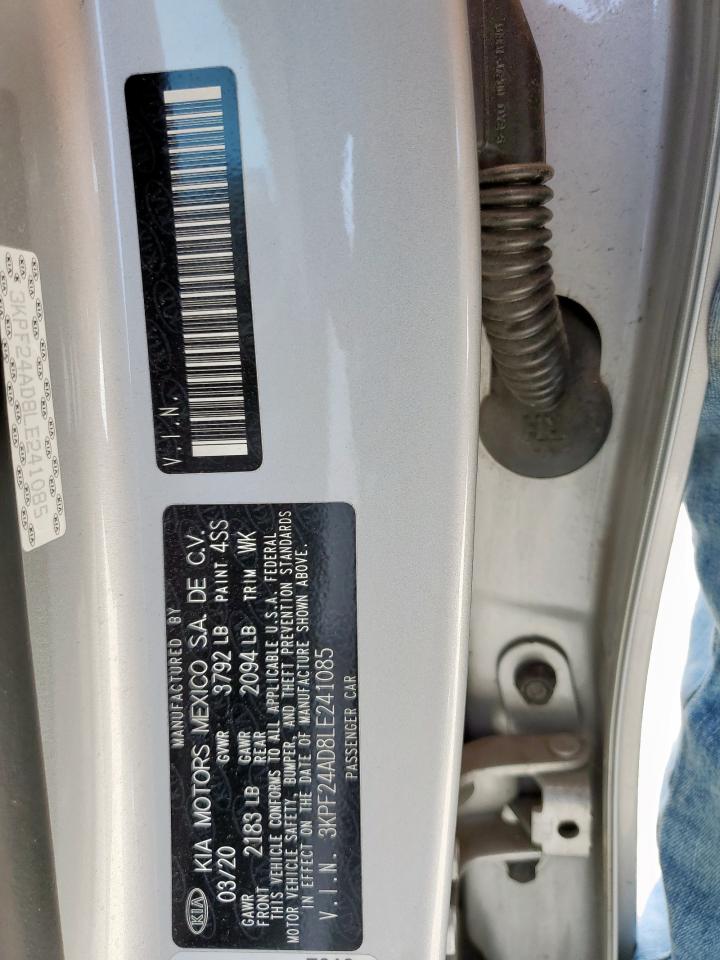 3KPF24AD8LE241085
V.I.N.
KIA
MANUFACTURED BY
KIA MOTORS MEXICO S.A. DE C.V.
03/20 GVWR 3792 LB PAINT 4SS
GAWR FRONT 2183 LB GAWR REAR 2094 LB TRIM WK
THIS VEHICLE CONFORMS TO ALL APPLICABLE U.S.A. FEDERAL
MOTOR VEHICLE SAFETY, BUMPER, AND THEFT PREVENTION STANDARDS
IN EFFECT ON THE DATE OF MANUFACTURE SHOWN ABOVE.
V.I.N. 3KPF24AD8LE241085
PASSENGER CAR